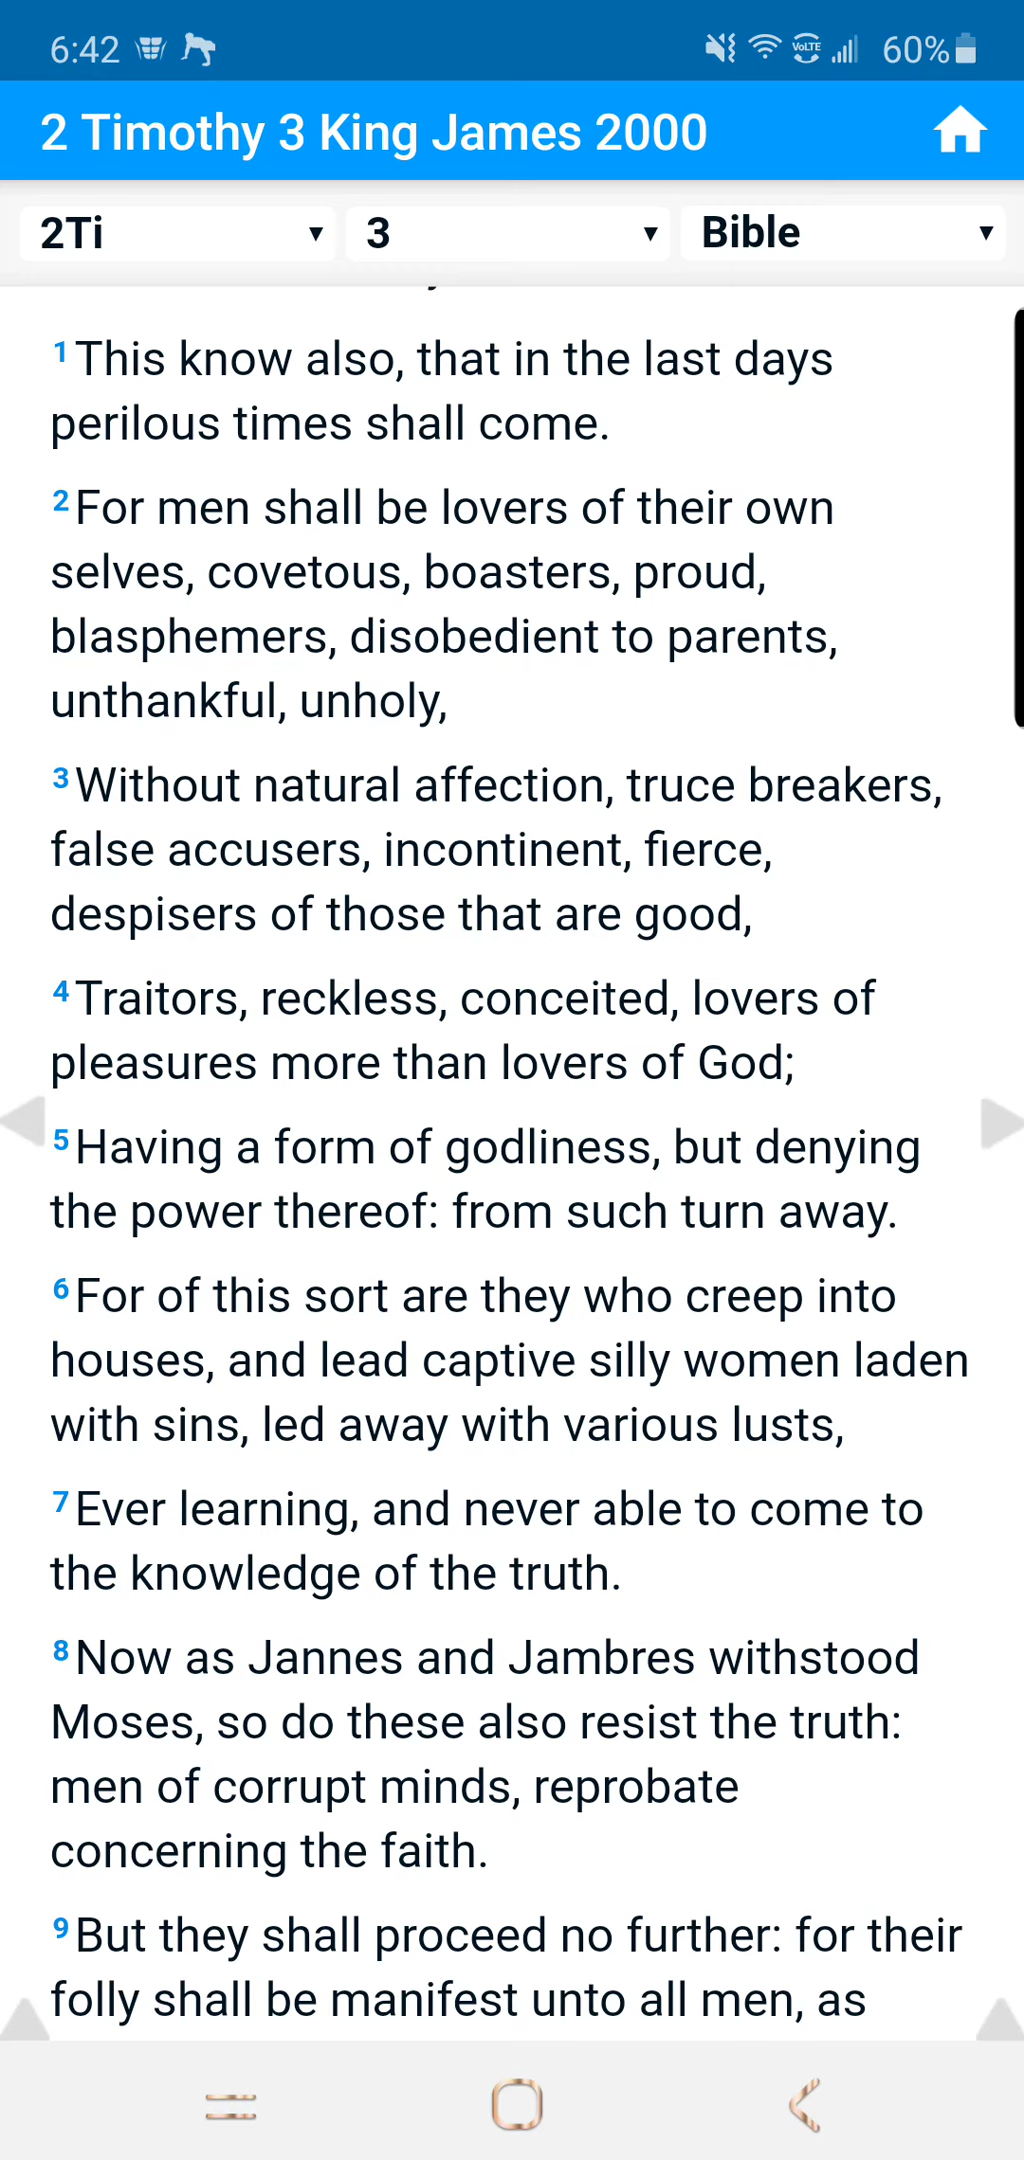 6:42 VoLTE 60%
2 Timothy 3 King James 2000
2Ti ▼ 3 ▼ Bible ▼
1 This know also, that in the last days
perilous times shall come.
2 For men shall be lovers of their own
selves, covetous, boasters, proud,
blasphemers, disobedient to parents,
unthankful, unholy,
3 Without natural affection, truce breakers,
false accusers, incontinent, fierce,
despisers of those that are good,
4 Traitors, reckless, conceited, lovers of
pleasures more than lovers of God;
5 Having a form of godliness, but denying
the power thereof: from such turn away.
6 For of this sort are they who creep into
houses, and lead captive silly women laden
with sins, led away with various lusts,
7 Ever learning, and never able to come to
the knowledge of the truth.
8 Now as Jannes and Jambres withstood
Moses, so do these also resist the truth:
men of corrupt minds, reprobate
concerning the faith.
9 But they shall proceed no further: for their
folly shall be manifest unto all men, as